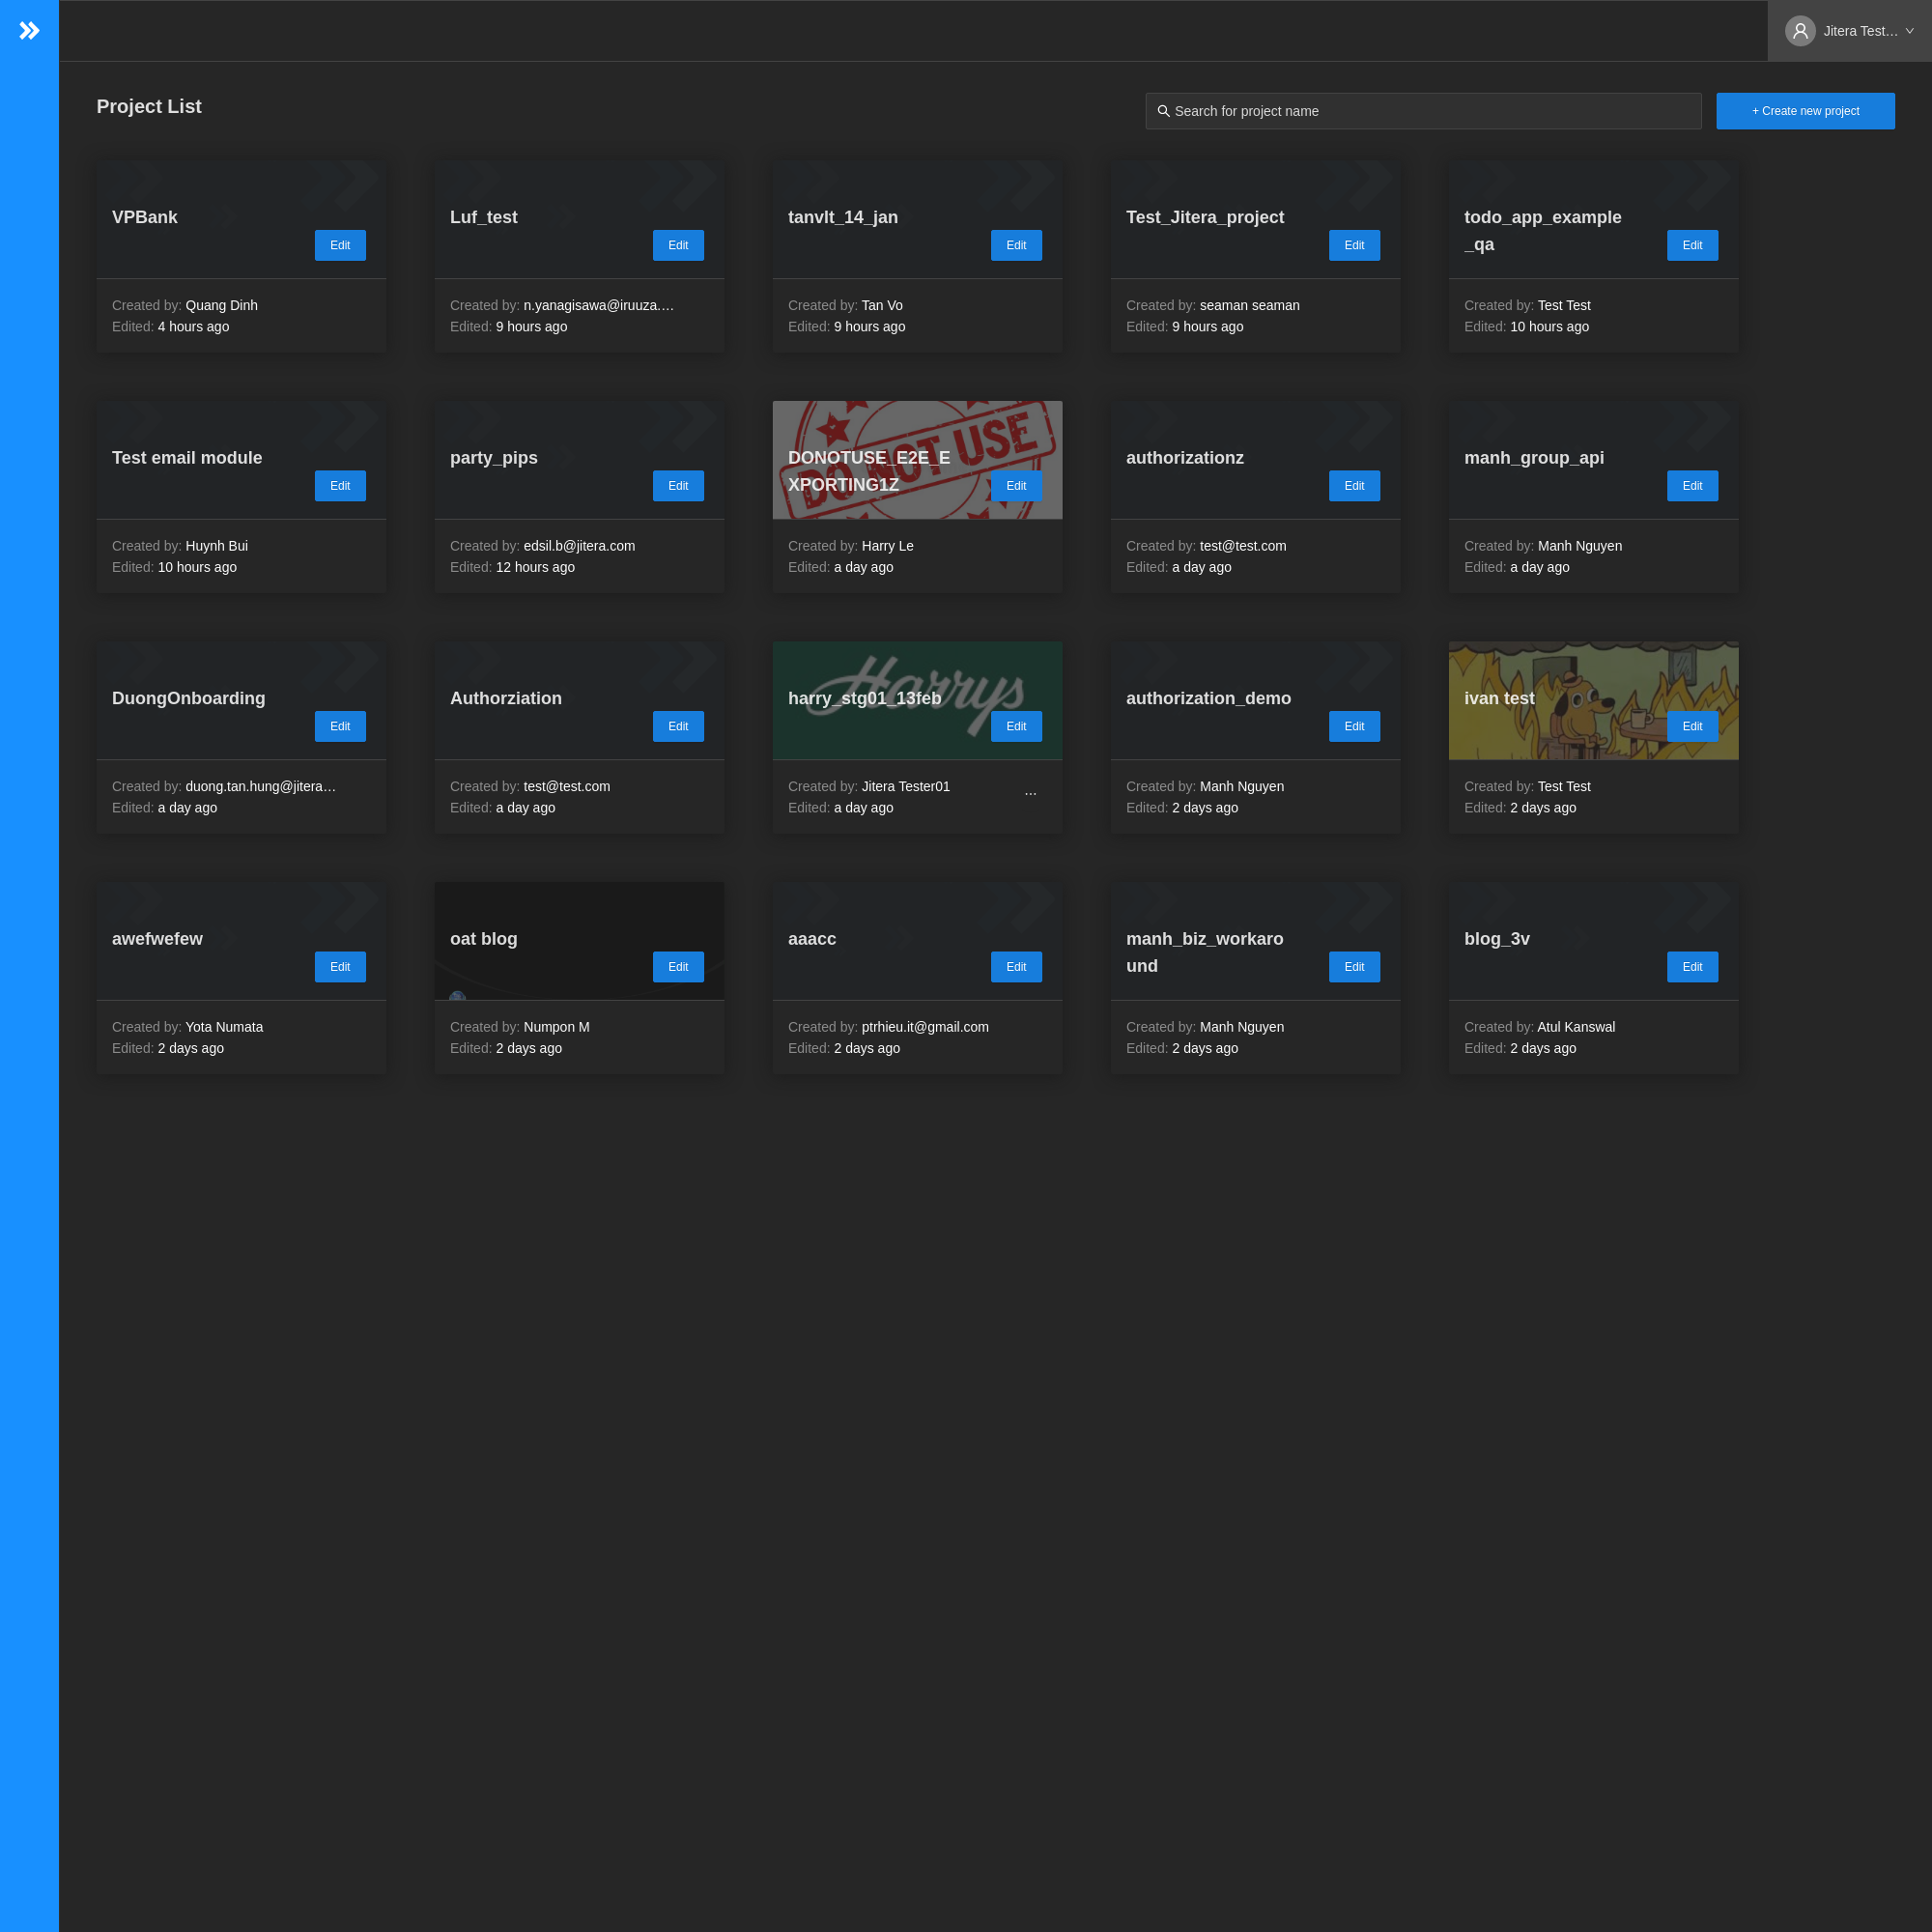 Jitera Test…
Project List
Search for project name
+ Create new project
VPBank
Edit
Created by: Quang Dinh
Edited: 4 hours ago
Luf_test
Edit
Created by: n.yanagisawa@iruuza.…
Edited: 9 hours ago
tanvlt_14_jan
Edit
Created by: Tan Vo
Edited: 9 hours ago
Test_Jitera_project
Edit
Created by: seaman seaman
Edited: 9 hours ago
todo_app_example
_qa
Edit
Created by: Test Test
Edited: 10 hours ago
Test email module
Edit
Created by: Huynh Bui
Edited: 10 hours ago
party_pips
Edit
Created by: edsil.b@jitera.com
Edited: 12 hours ago
DO NOT USE
DONOTUSE_E2E_E
XPORTING1Z
Edit
Created by: Harry Le
Edited: a day ago
authorizationz
Edit
Created by: test@test.com
Edited: a day ago
manh_group_api
Edit
Created by: Manh Nguyen
Edited: a day ago
DuongOnboarding
Edit
Created by: duong.tan.hung@jitera…
Edited: a day ago
Authorziation
Edit
Created by: test@test.com
Edited: a day ago
Harrys
harry_stg01_13feb
Edit
Created by: Jitera Tester01
...
Edited: a day ago
authorization_demo
Edit
Created by: Manh Nguyen
Edited: 2 days ago
ivan test
Edit
Created by: Test Test
Edited: 2 days ago
awefwefew
Edit
Created by: Yota Numata
Edited: 2 days ago
oat blog
Edit
Created by: Numpon M
Edited: 2 days ago
aaacc
Edit
Created by: ptrhieu.it@gmail.com
Edited: 2 days ago
manh_biz_workaro
und
Edit
Created by: Manh Nguyen
Edited: 2 days ago
blog_3v
Edit
Created by: Atul Kanswal
Edited: 2 days ago